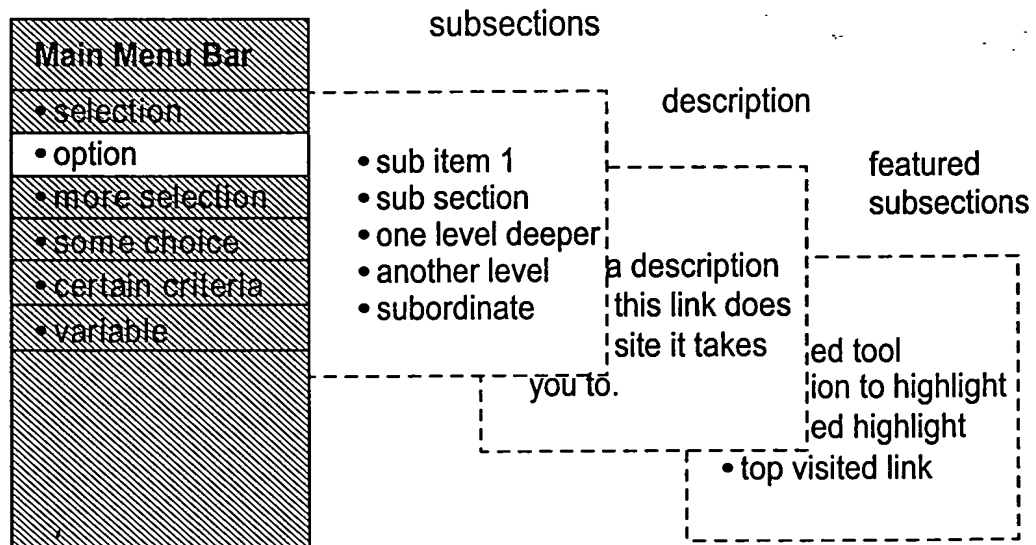 subsections
Main Menu Bar
• selection
• option
• more selection
• some choice
• certain criteria
• variable
• sub item 1
• sub section
• one level deeper
• another level
• subordinate
description
a description
this link does
site it takes
you to.
featured
subsections
ed tool
ion to highlight
ed highlight
• top visited link